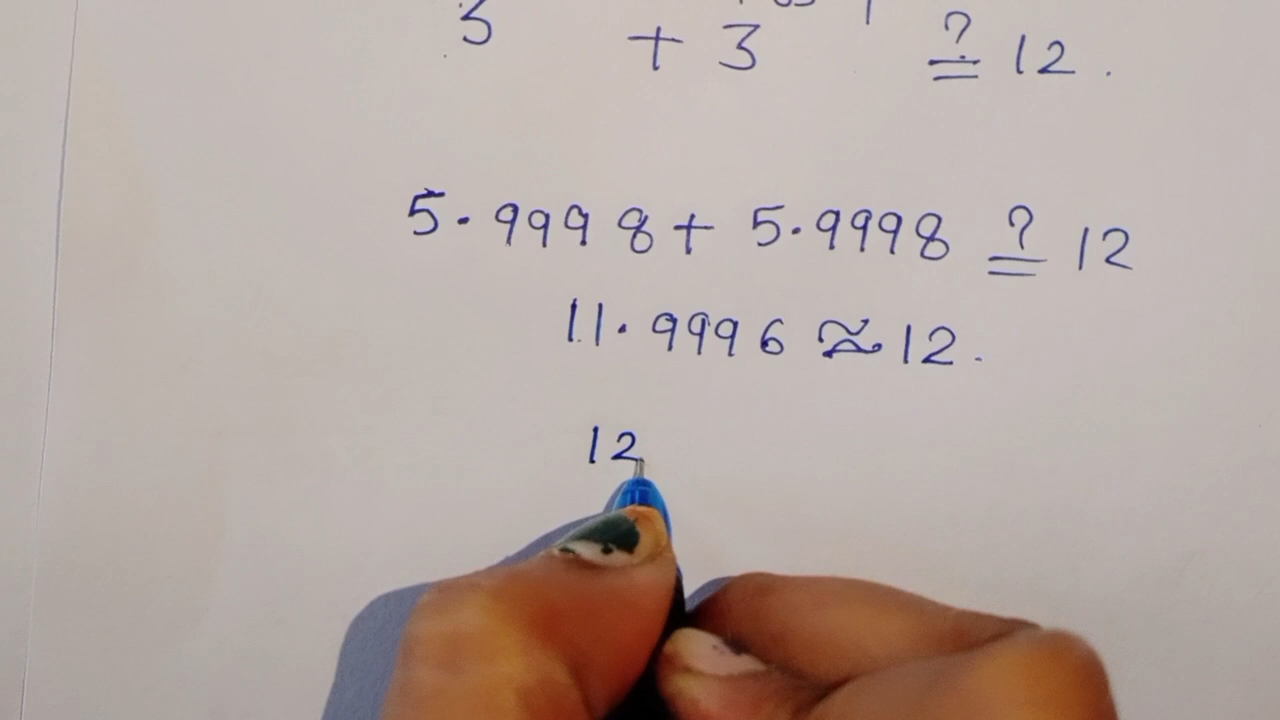 3 + 3 ≟ 12.
5.9998 + 5.9998 ≟ 12
11.9996 ≈ 12.
12